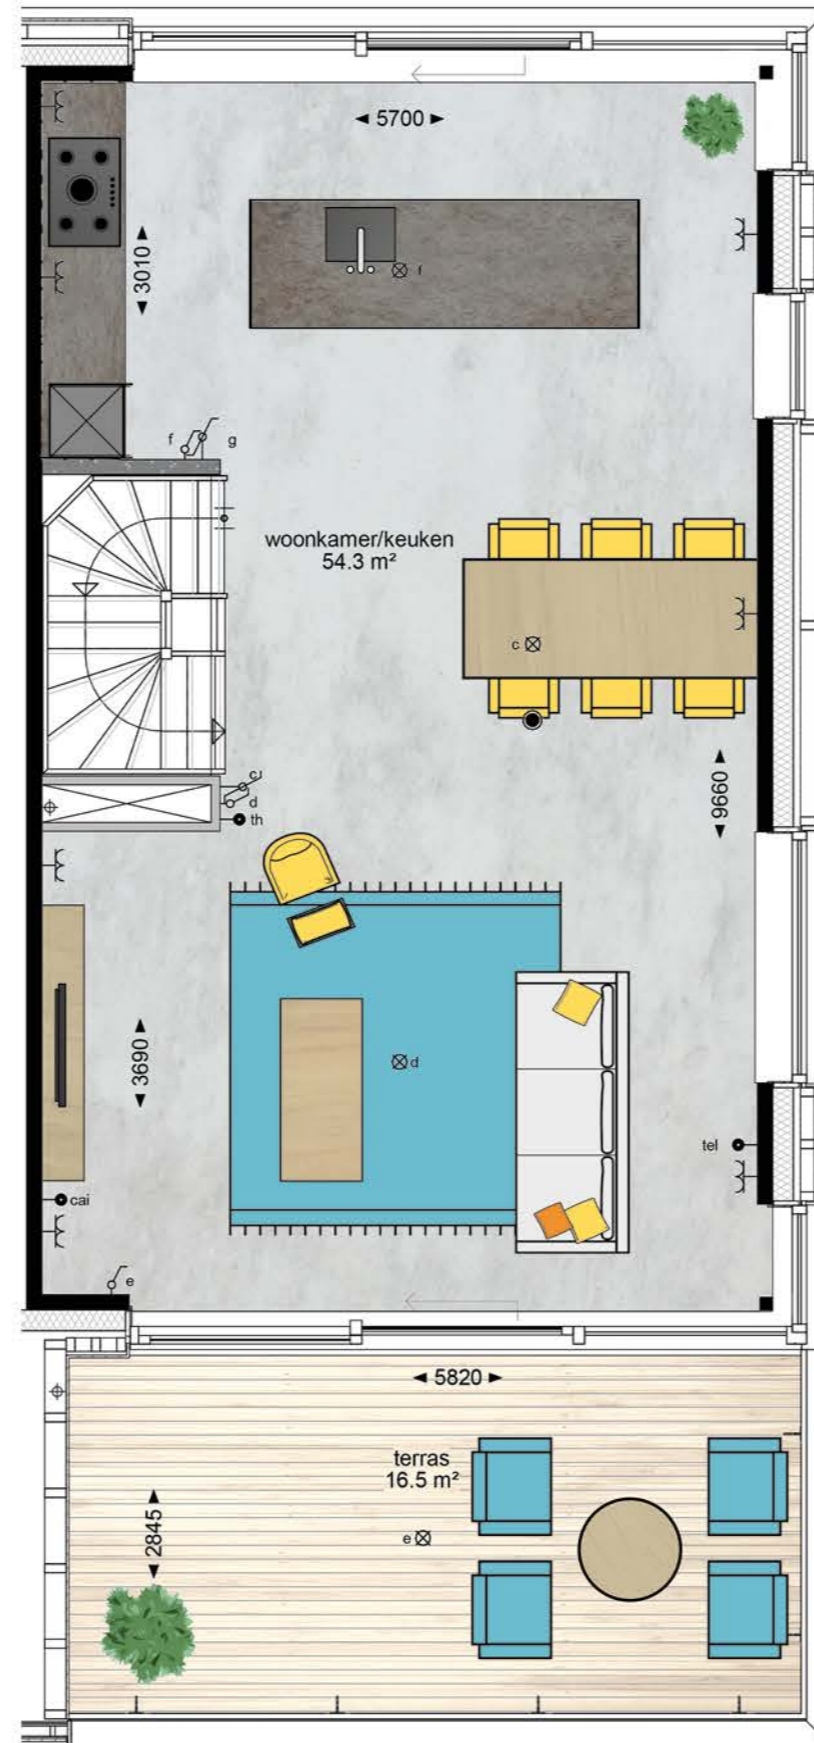 5700
3010
f
f
g
woonkamer/keuken
54.3 m²
c
c
d
th
9660
3690
d
tel
cai
e
5820
terras
16.5 m²
2845
e